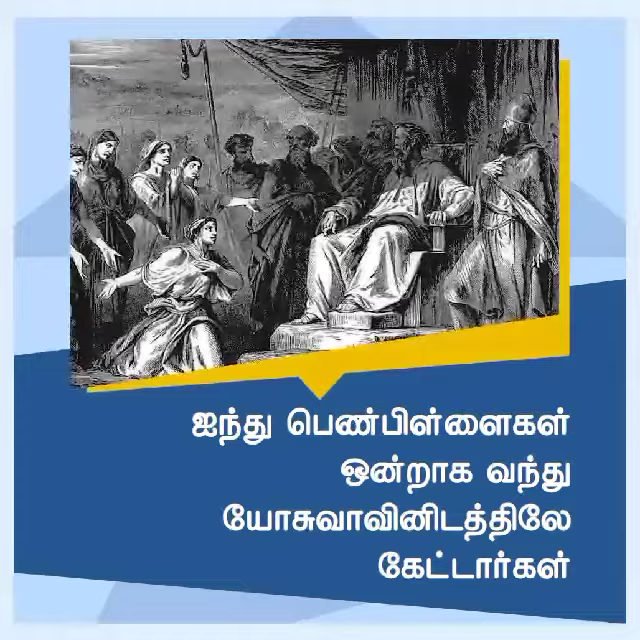 ஐந்து பெண்பிள்ளைகள்
ஒன்றாக வந்து
யோசுவாவினிடத்திலே
கேட்டார்கள்